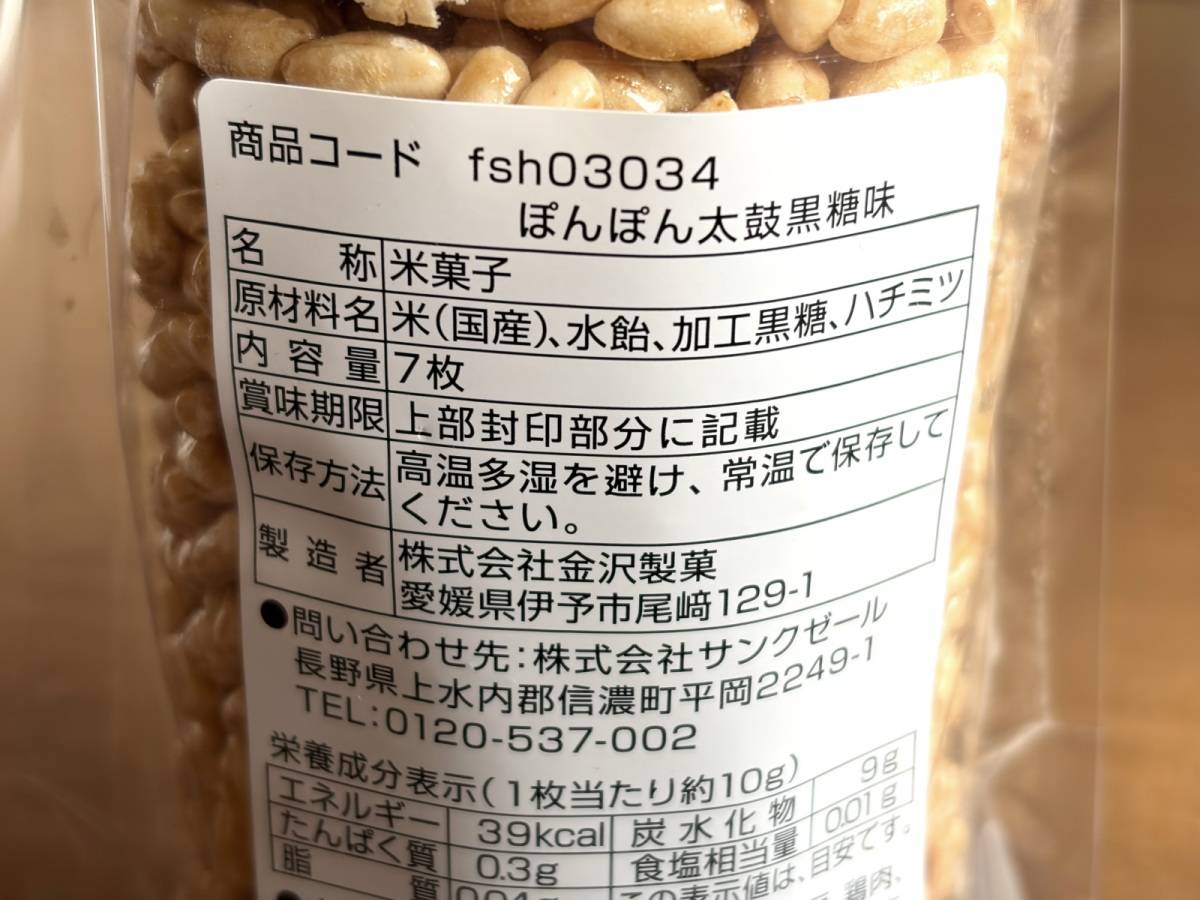 商品コード fsh03034
ぽんぽん太鼓黒糖味
名称 米菓子
原材料名 米(国産)、水飴、加工黒糖、ハチミツ
内容量 7枚
賞味期限 上部封印部分に記載
保存方法 高温多湿を避け、常温で保存して
ください。
製造者 株式会社金沢製菓
愛媛県伊予市尾﨑129-1
●問い合わせ先:株式会社サンクゼール
長野県上水内郡信濃町平岡2249-1
TEL:0120-537-002
栄養成分表示(1枚当たり約10g)
エネルギー 39kcal 炭水化物 9g
たんぱく質 0.3g 食塩相当量 0.01g
脂質 0.04g この表示値は、目安です。
鶏肉、